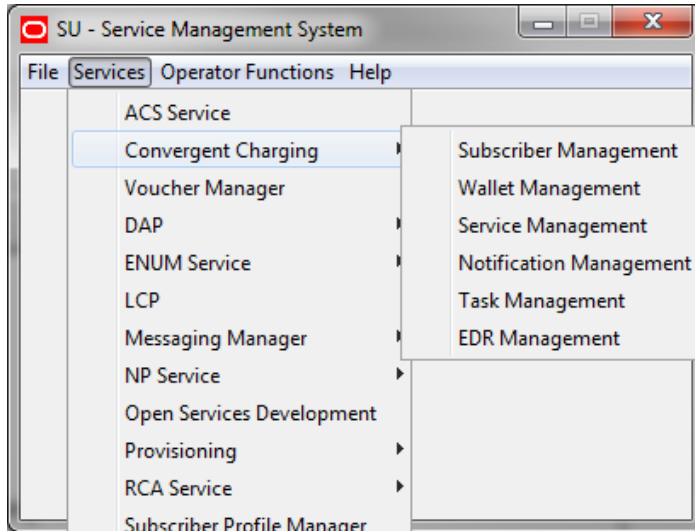 SU - Service Management System
File Services Operator Functions Help
ACS Service
Convergent Charging
Voucher Manager
DAP
ENUM Service
LCP
Messaging Manager
NP Service
Open Services Development
Provisioning
RCA Service
Subscriber Profile Manager
Subscriber Management
Wallet Management
Service Management
Notification Management
Task Management
EDR Management